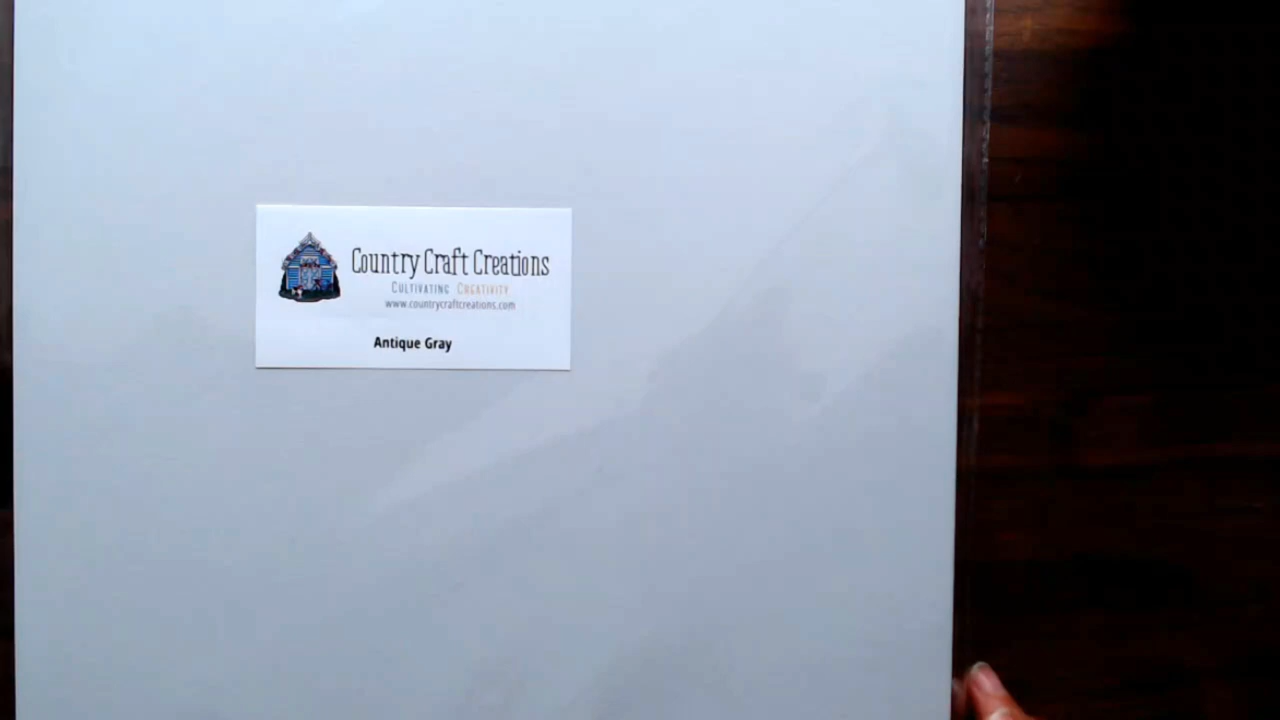 Country Craft Creations
Cultivating Creativity
www.countrycraftcreations.com
Antique Gray